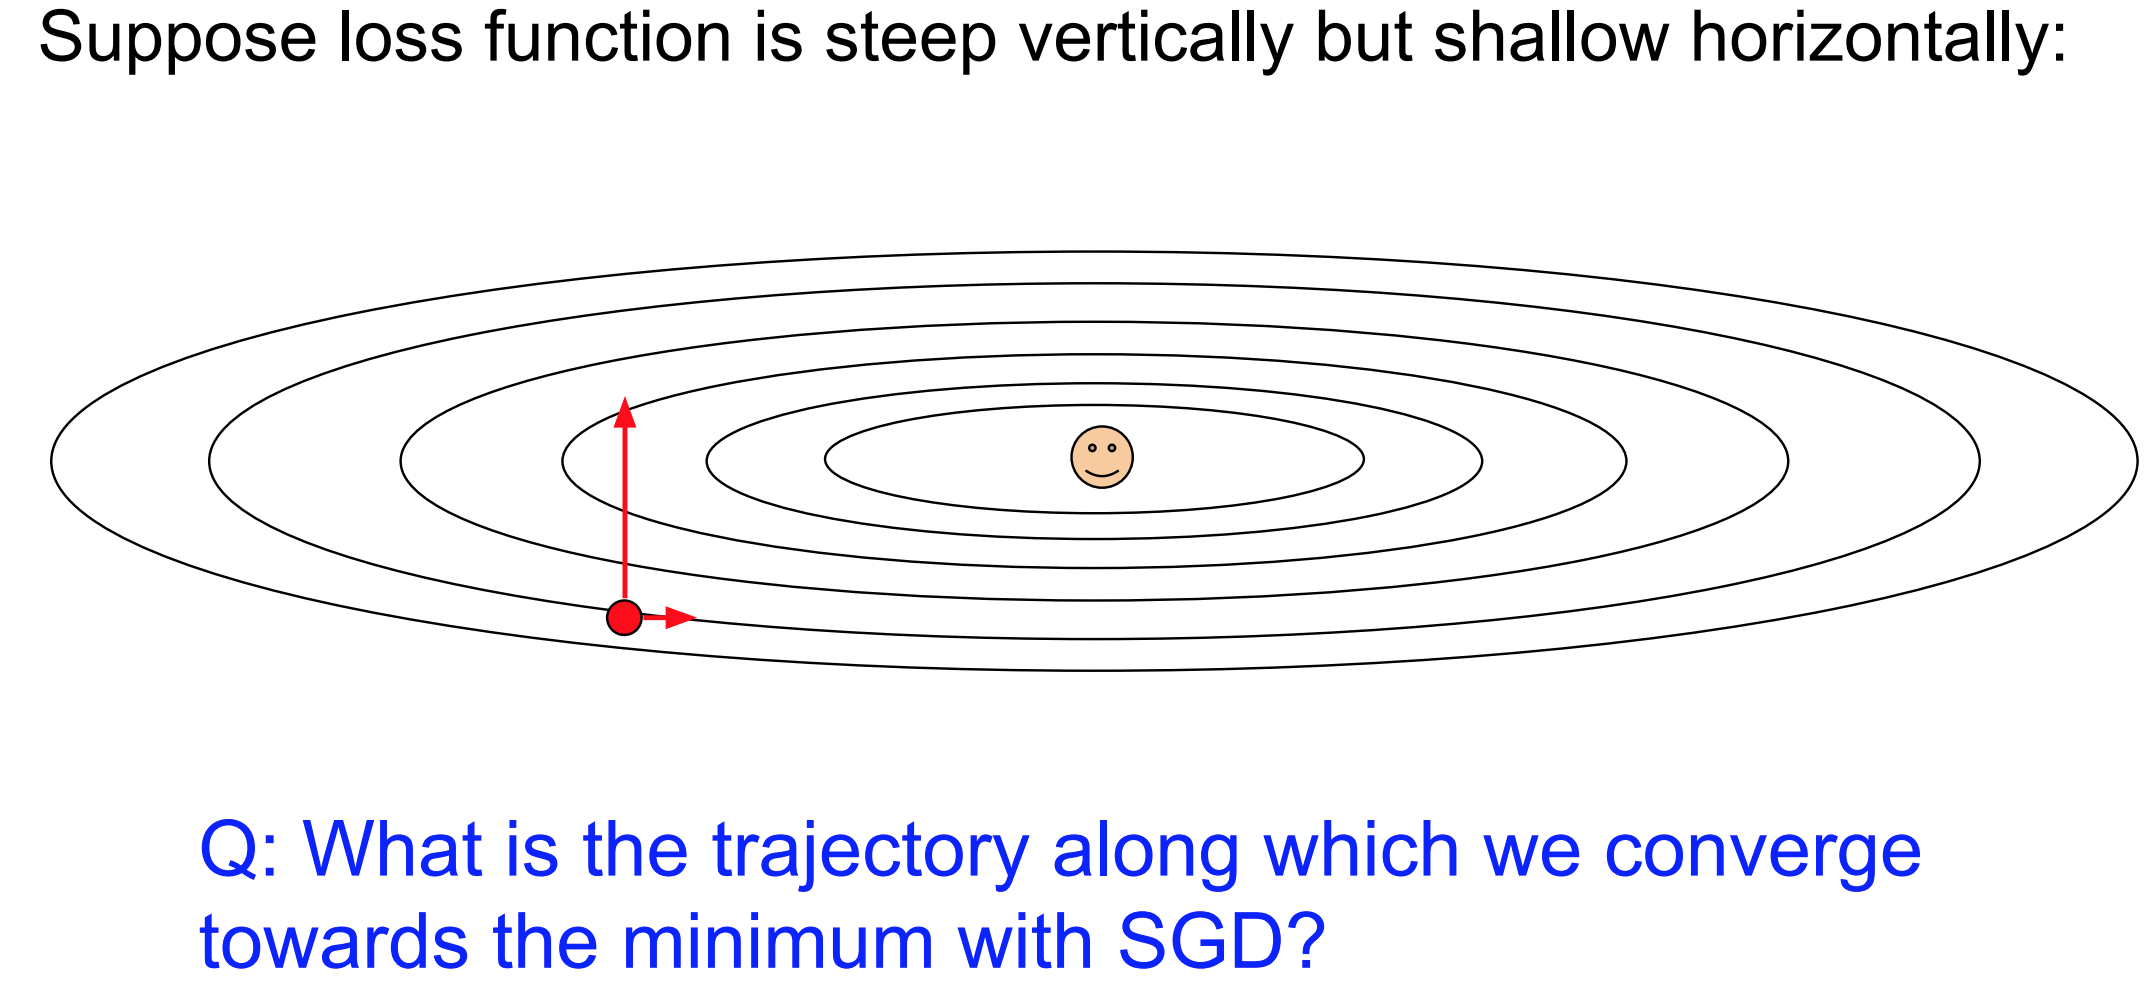 Suppose loss function is steep vertically but shallow horizontally:
Q: What is the trajectory along which we converge
towards the minimum with SGD?